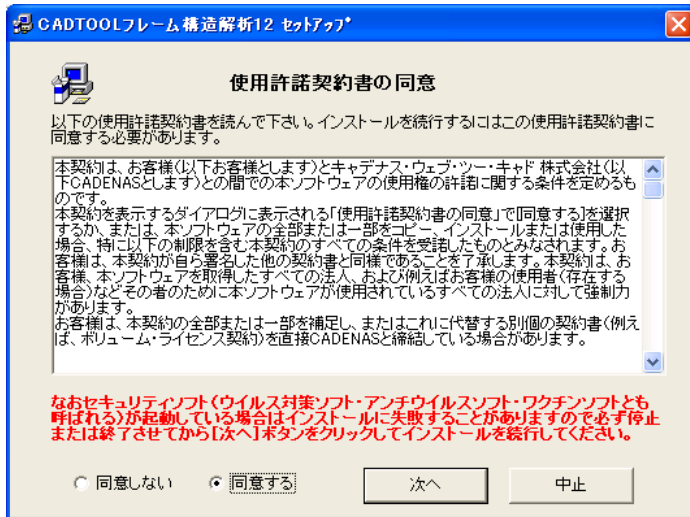 CADTOOLフレーム構造解析12 ｾｯﾄｱｯﾌﾟ
使用許諾契約書の同意
以下の使用許諾契約書を読んで下さい。インストールを続行するにはこの使用許諾契約書に
同意する必要があります。
本契約は、お客様(以下お客様とします)とキャデナス・ウェブ・ツー・キャド 株式会社(以
下CADENASとします)との間での本ソフトウェアの使用権の許諾に関する条件を定めるも
のです。
本契約を表示するダイアログに表示される「使用許諾契約書の同意」で[同意する]を選択
するか、または、本ソフトウェアの全部または一部をコピー、インストールまたは使用した
場合、特に以下の制限を含む本契約のすべての条件を受諾したものとみなされます。お
客様は、本契約が自ら署名した他の契約書と同様であることを了承します。本契約は、お
客様、本ソフトウェアを取得したすべての法人、および例えばお客様の使用者(存在する
場合)などその者のために本ソフトウェアが使用されているすべての法人に対して強制力
があります。
お客様は、本契約の全部または一部を補足し、またはこれに代替する別個の契約書(例え
ば、ボリューム・ライセンス契約)を直接CADENASと締結している場合があります。
なおセキュリティソフト(ウイルス対策ソフト・アンチウイルスソフト・ワクチンソフトとも
呼ばれる)が起動している場合はインストールに失敗することがありますので必ず停止
または終了させてから[次へ]ボタンをクリックしてインストールを続行してください。
同意しない 同意する 次へ 中止